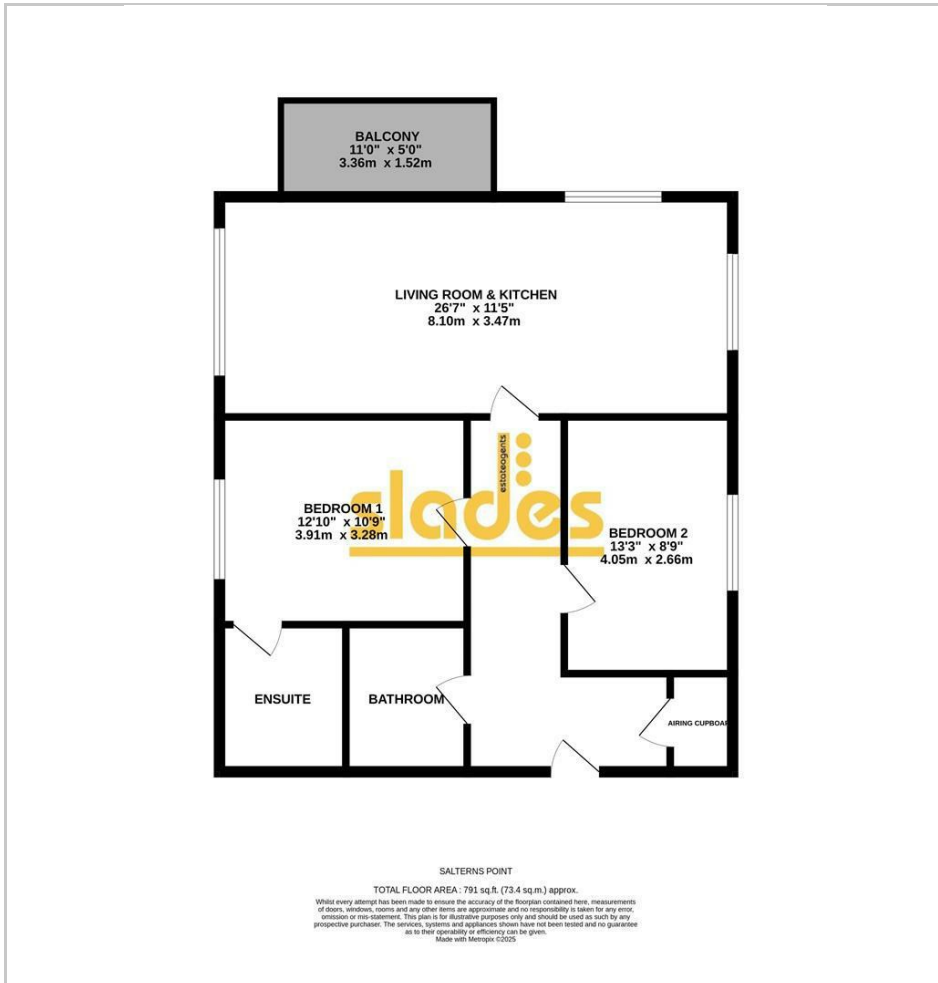 BALCONY
11'0" x 5'0"
3.36m x 1.52m
LIVING ROOM & KITCHEN
26'7" x 11'5"
8.10m x 3.47m
estateagents
slades
BEDROOM 1
12'10" x 10'9"
3.91m x 3.28m
BEDROOM 2
13'3" x 8'9"
4.05m x 2.66m
ENSUITE
BATHROOM
AIRING CUPBOAR
SALTERNS POINT
TOTAL FLOOR AREA : 791 sq.ft. (73.4 sq.m.) approx.
Whilst every attempt has been made to ensure the accuracy of the floorplan contained here, measurements
of doors, windows, rooms and any other items are approximate and no responsibility is taken for any error,
omission or mis-statement. This plan is for illustrative purposes only and should be used as such by any
prospective purchaser. The services, systems and appliances shown have not been tested and no guarantee
as to their operability or efficiency can be given.
Made with Metropix ©2025